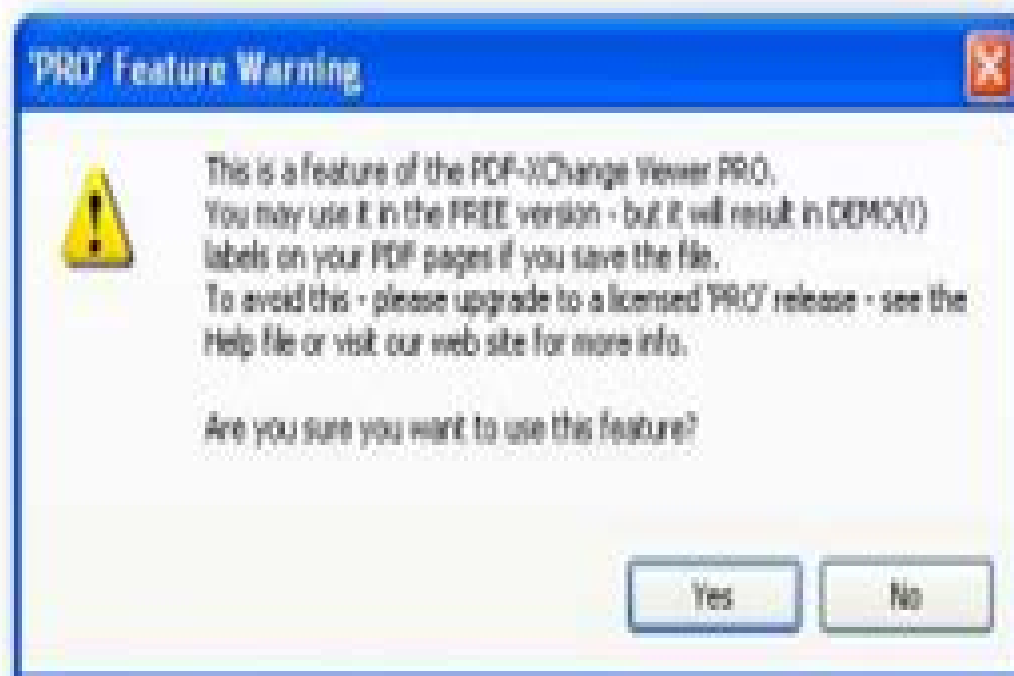 'PRO' Feature Warning
This is a feature of the PDF-XChange Viewer PRO.
You may use it in the FREE version - but it will result in DEMO(!)
labels on your PDF pages if you save the file.
To avoid this - please upgrade to a licensed 'PRO' release - see the
Help file or visit our web site for more info.
Are you sure you want to use this feature?
Yes No